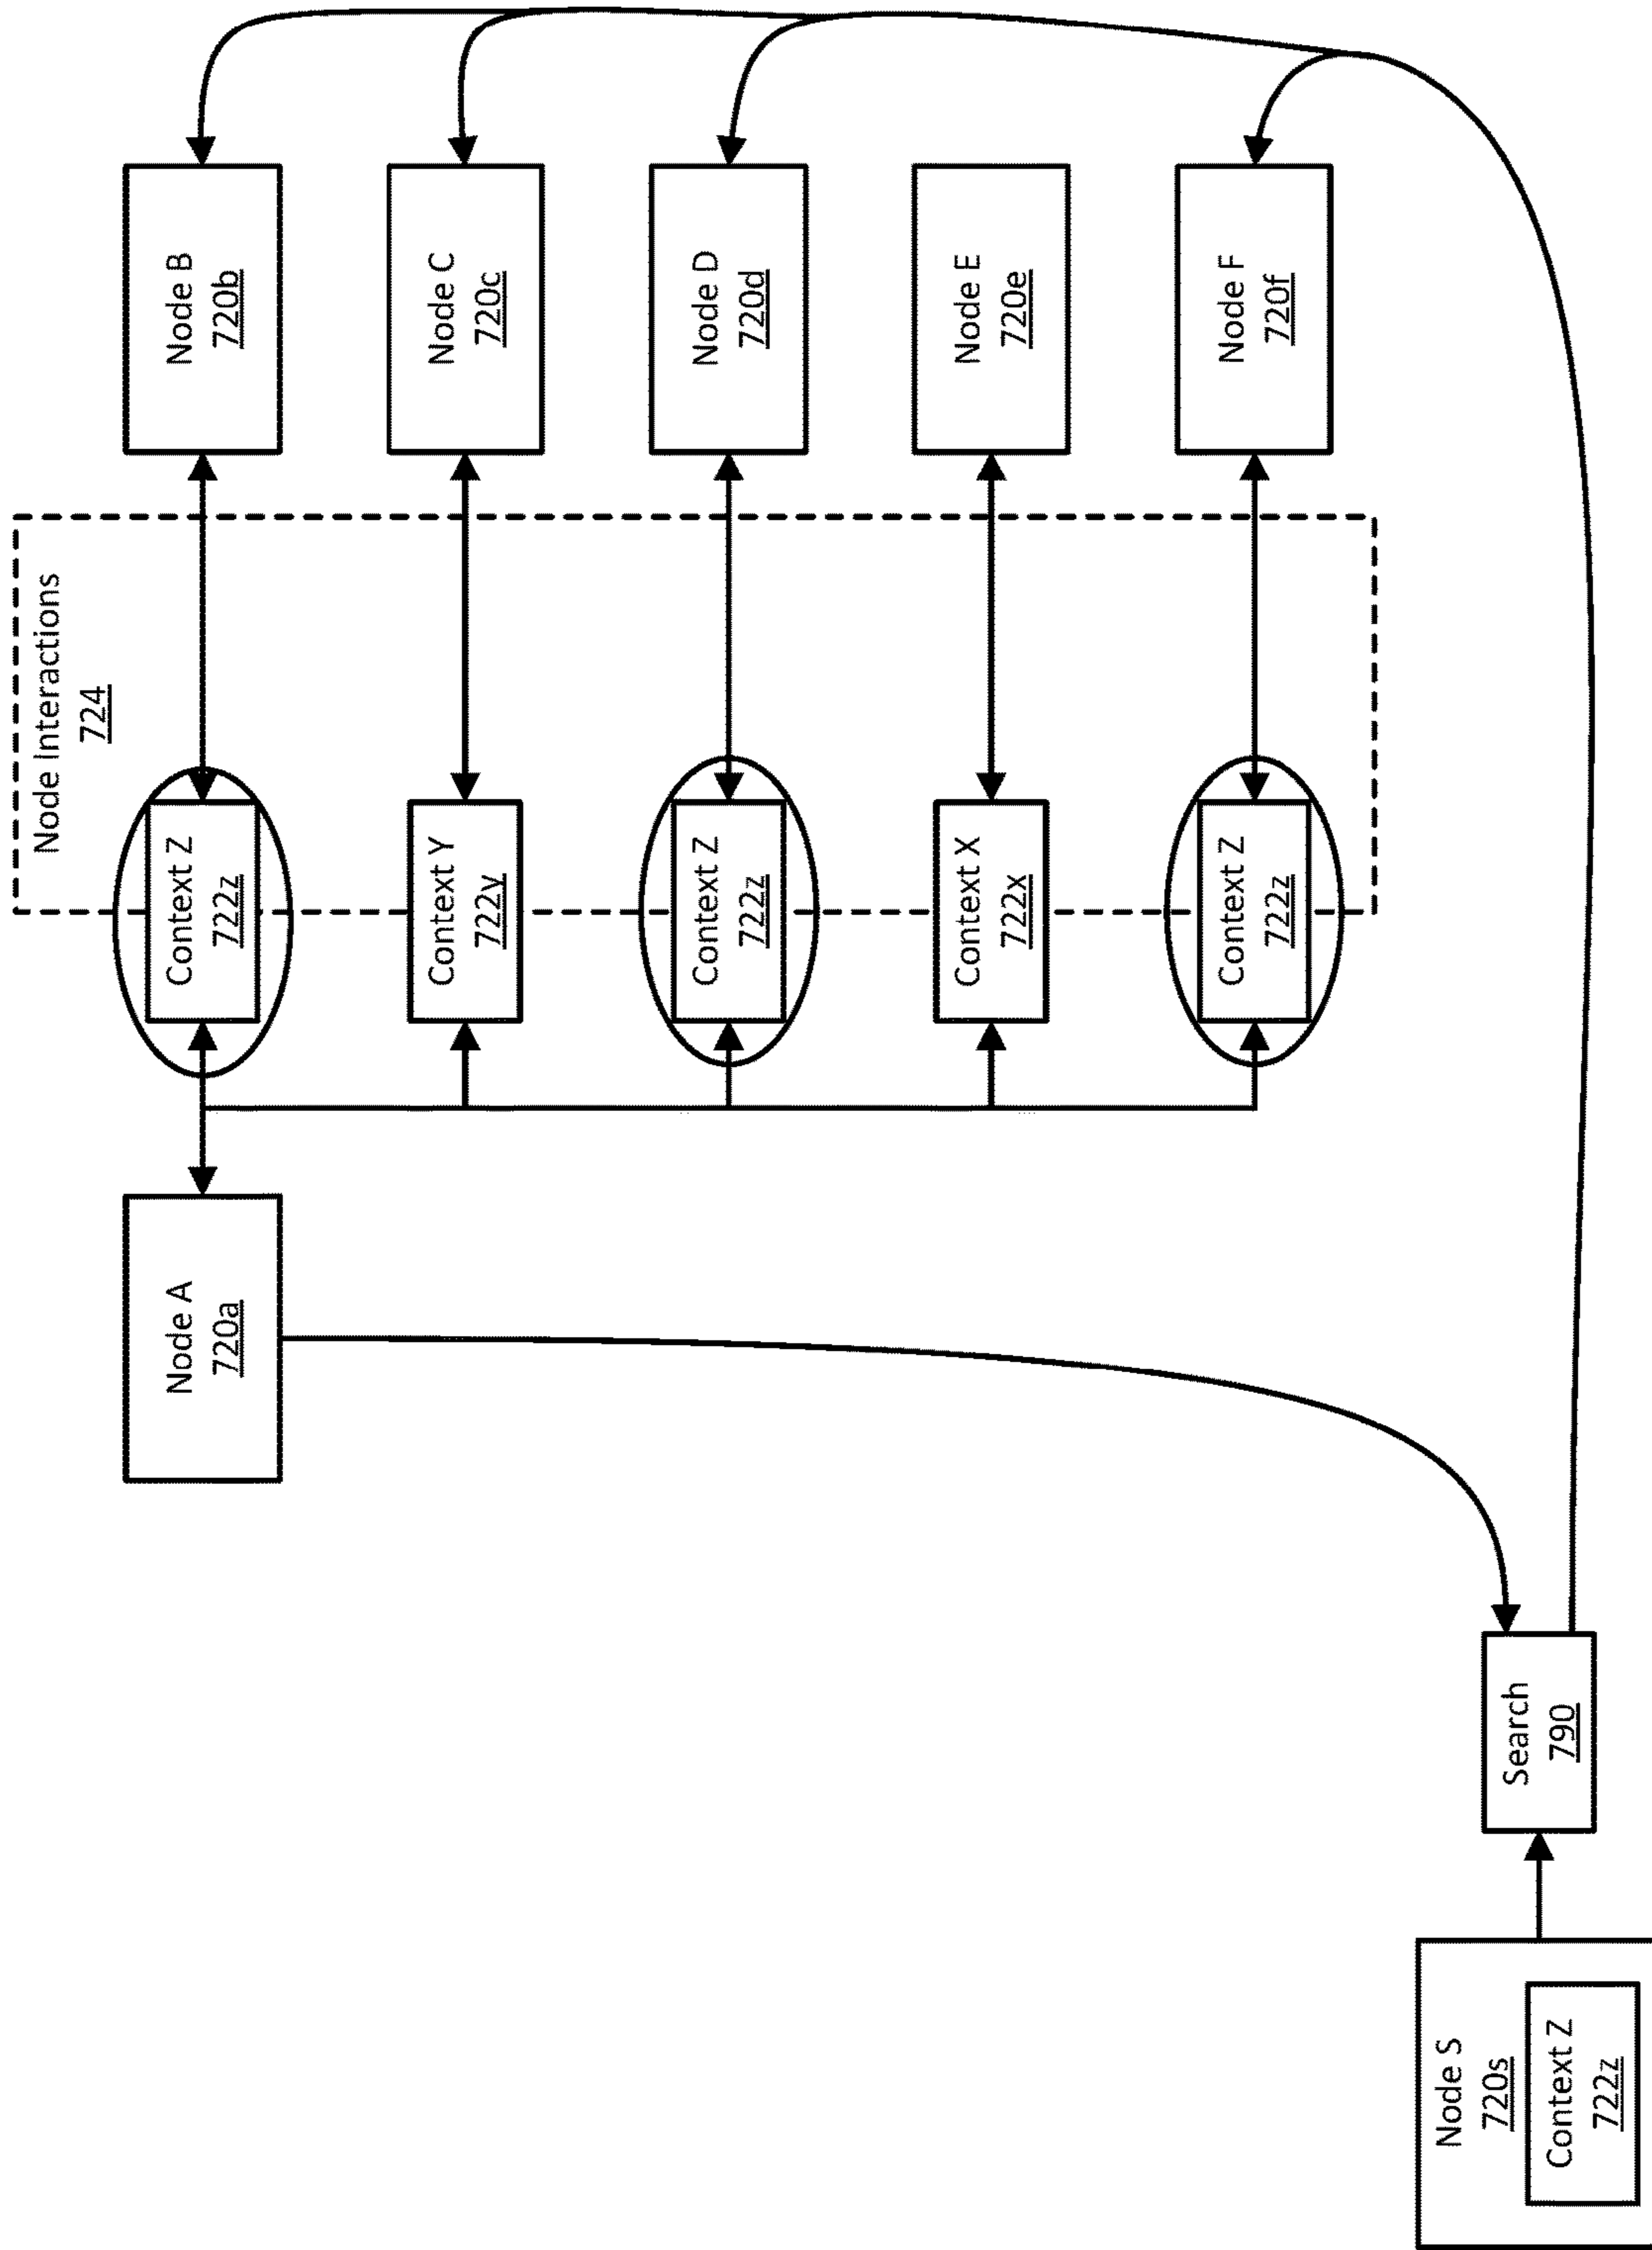 Node Interactions
724
Node A
720a
Context Z
722z
Node B
720b
Context Y
722y
Node C
720c
Context Z
722z
Node D
720d
Context X
722x
Node E
720e
Context Z
722z
Node F
720f
Node S
720s
Context Z
722z
Search
790